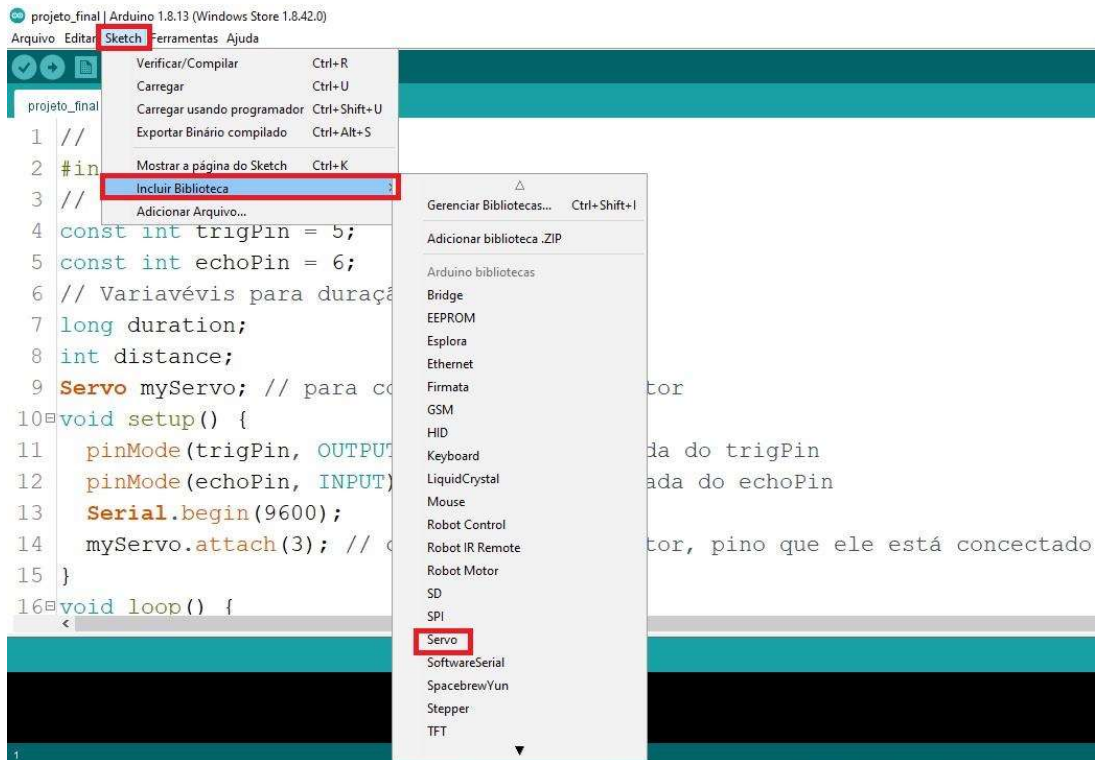 projeto_final | Arduino 1.8.13 (Windows Store 1.8.42.0)
Arquivo Editar Sketch Ferramentas Ajuda
Verificar/Compilar Ctrl+R
Carregar Ctrl+U
Carregar usando programador Ctrl+Shift+U
Exportar Binário compilado Ctrl+Alt+S
Mostrar a página do Sketch Ctrl+K
Incluir Biblioteca
Adicionar Arquivo...
Gerenciar Bibliotecas... Ctrl+Shift+I
Adicionar biblioteca .ZIP
Arduino bibliotecas
Bridge
EEPROM
Esplora
Ethernet
Firmata
GSM
HID
Keyboard
LiquidCrystal
Mouse
Robot Control
Robot IR Remote
Robot Motor
SD
SPI
Servo
SoftwareSerial
SpacebrewYun
Stepper
TFT
projeto_final
1 //
2 #in
3 //
4 const int trigPin = 5;
5 const int echoPin = 6;
6 // Variavévis para duraçã
7 long duration;
8 int distance;
9 Servo myServo; // para co tor
10 void setup() {
11 pinMode(trigPin, OUTPUT da do trigPin
12 pinMode(echoPin, INPUT) ada do echoPin
13 Serial.begin(9600);
14 myServo.attach(3); // tor, pino que ele está concectado
15 }
16 void loop() {
1